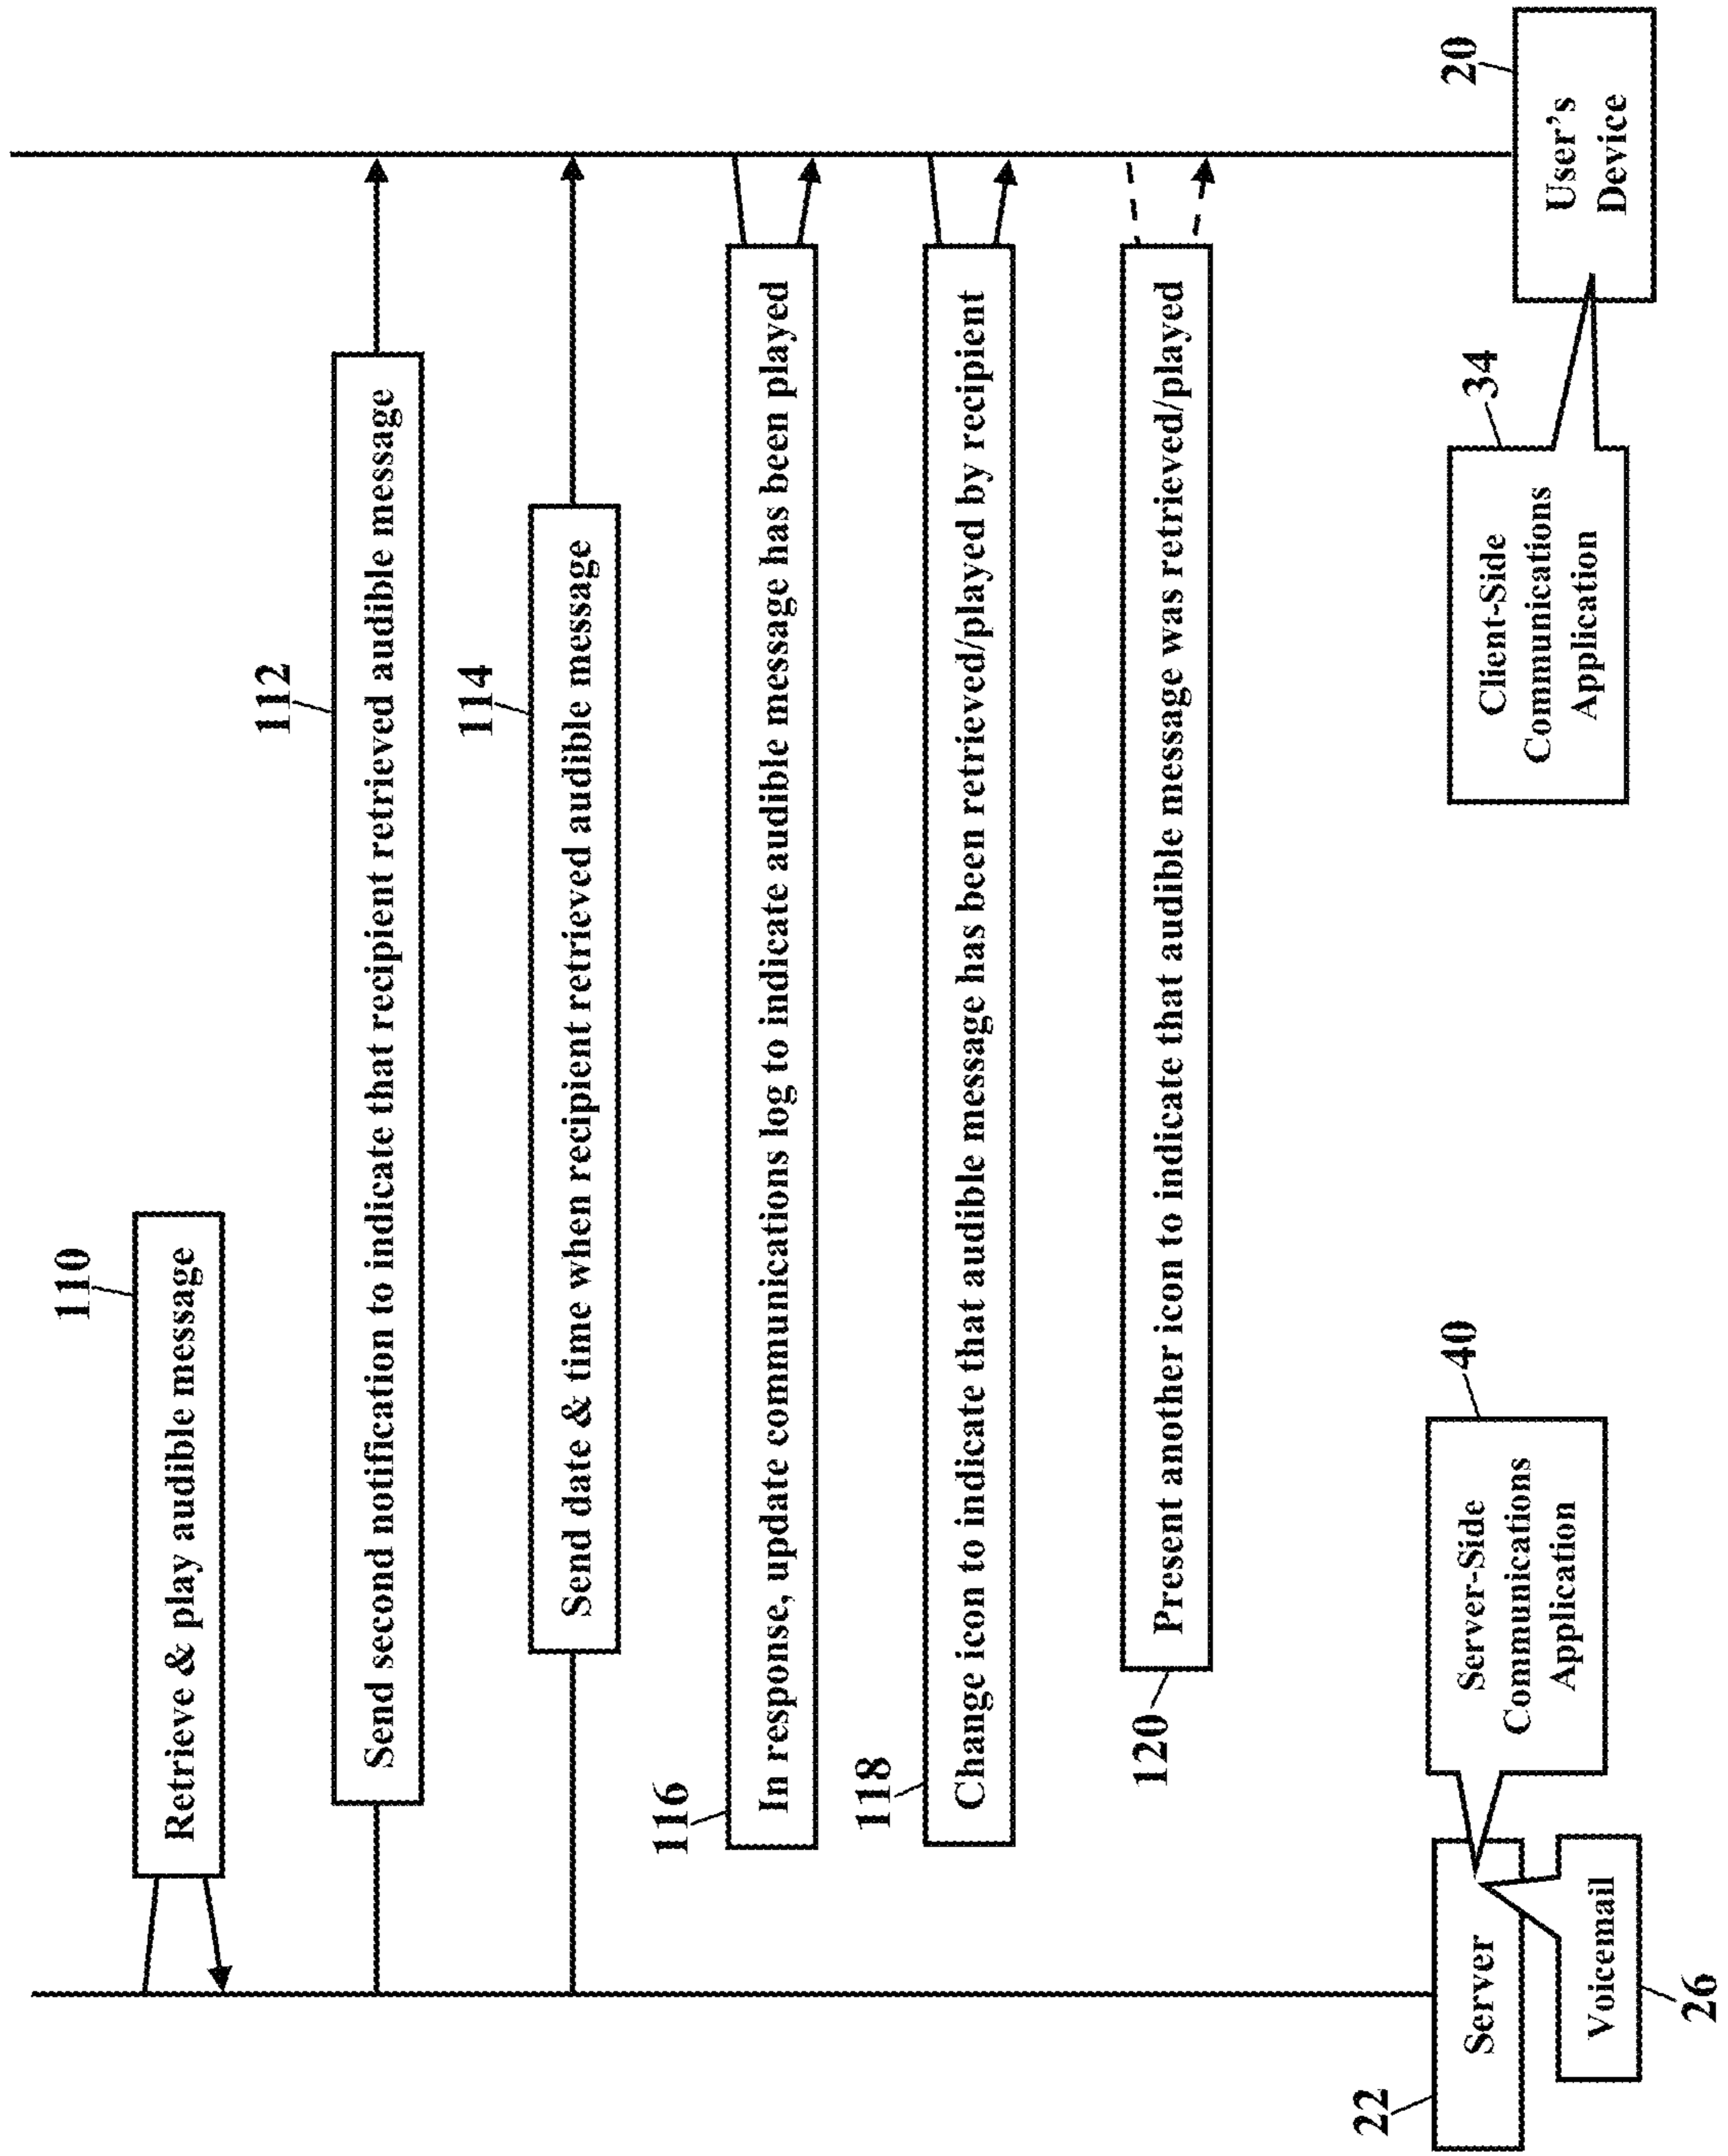 110
Retrieve & play audible message
112
Send second notification to indicate that recipient retrieved audible message
114
Send date & time when recipient retrieved audible message
116
In response, update communications log to indicate audible message has been played
118
Change icon to indicate that audible message has been retrieved/played by recipient
120
Present another icon to indicate that audible message was retrieved/played
22
Server
40
Server-Side
Communications
Application
Voicemail
26
34
Client-Side
Communications
Application
20
User's
Device